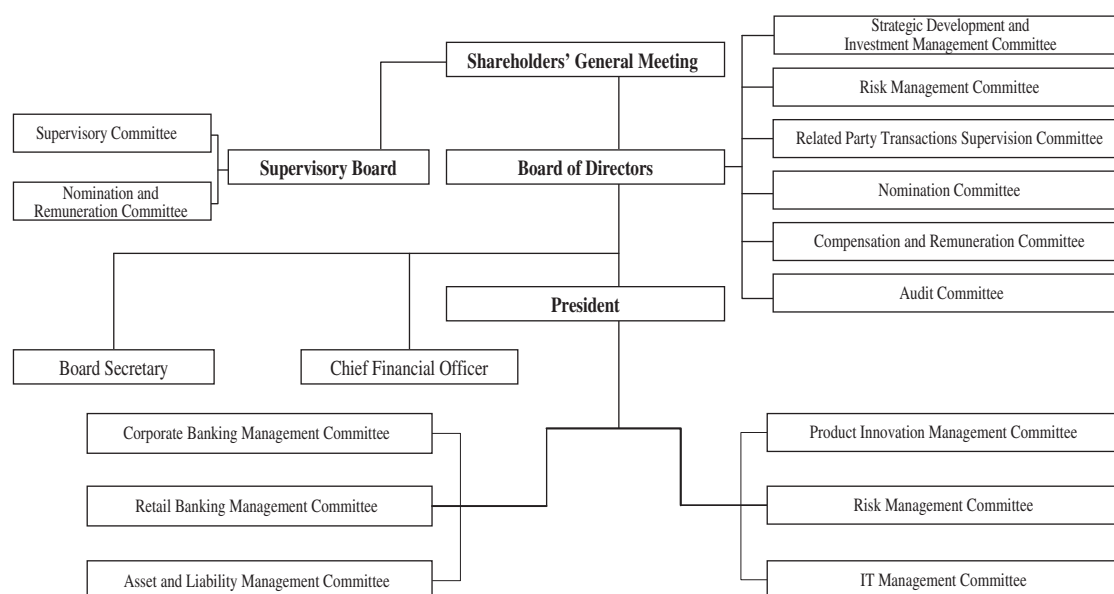 Strategic Development and
Investment Management Committee
Shareholders' General Meeting
Risk Management Committee
Supervisory Committee
Related Party Transactions Supervision Committee
Supervisory Board
Board of Directors
Nomination and
Remuneration Committee
Nomination Committee
Compensation and Remuneration Committee
President
Audit Committee
Board Secretary
Chief Financial Officer
Corporate Banking Management Committee
Product Innovation Management Committee
Retail Banking Management Committee
Risk Management Committee
Asset and Liability Management Committee
IT Management Committee